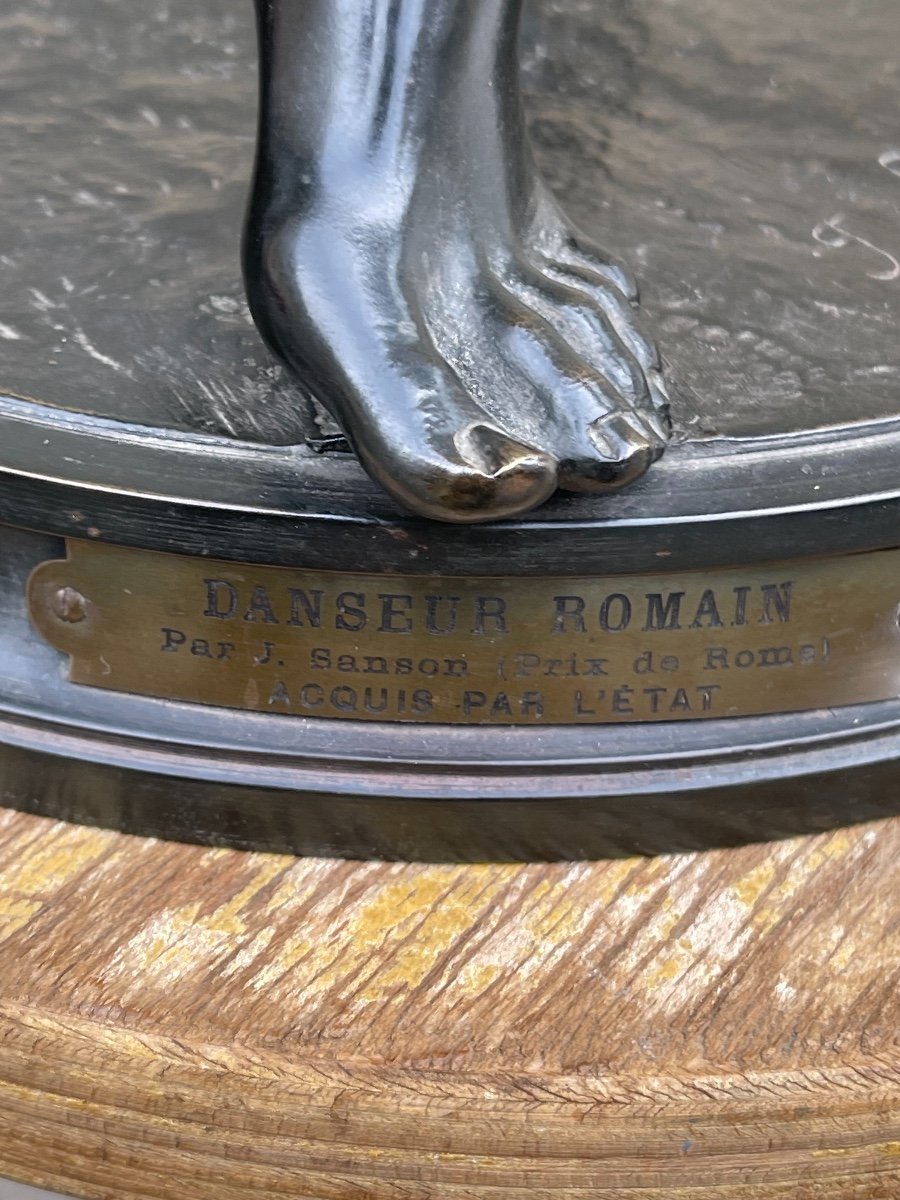 DANSEUR ROMAIN
Par J. Sanson (Prix de Rome)
ACQUIS PAR L'ÉTAT